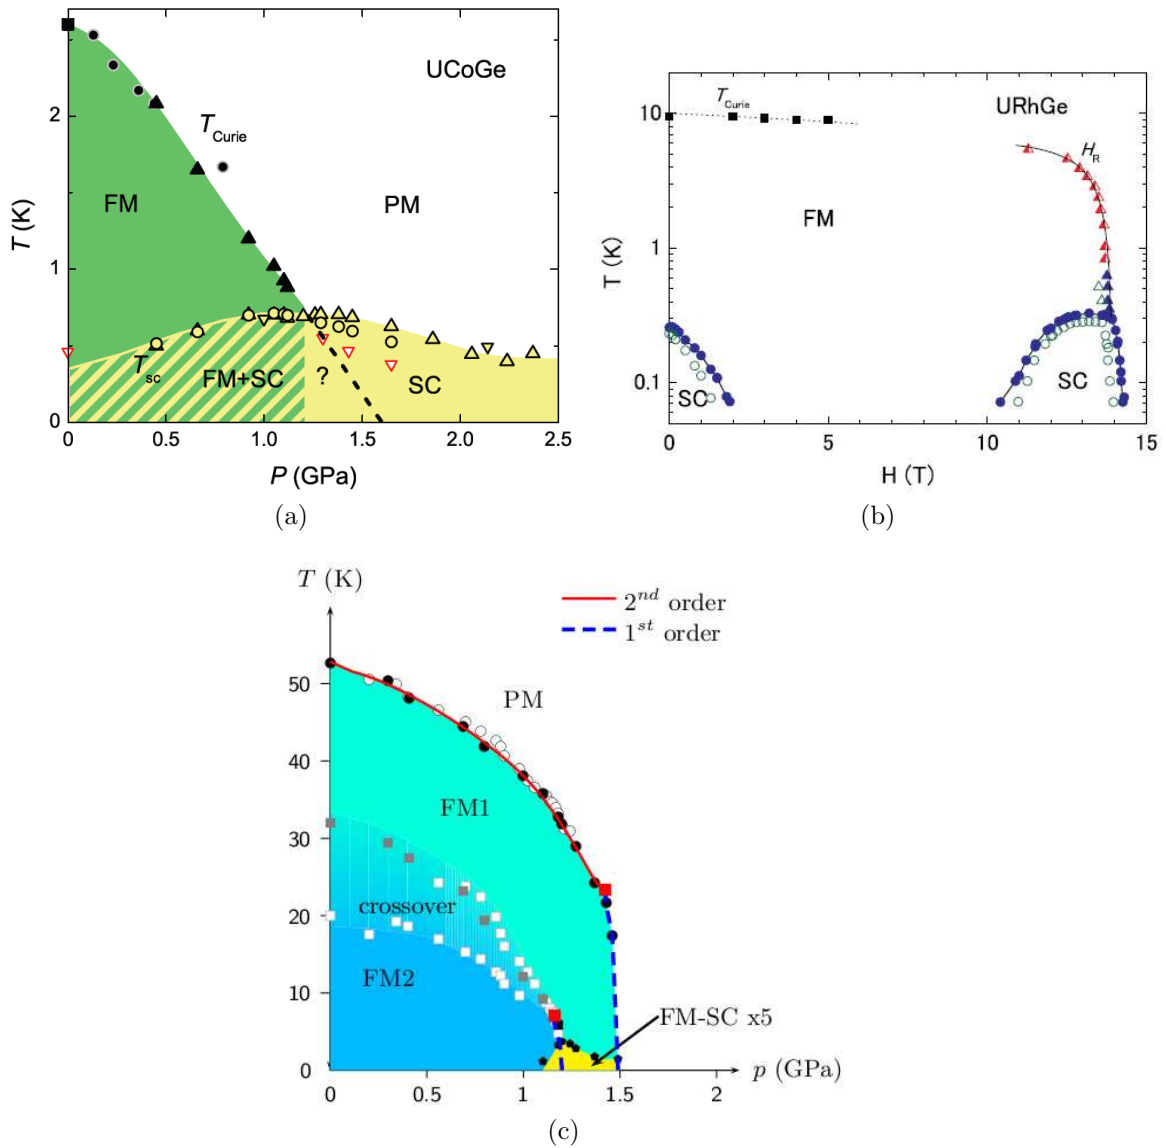 UCoGe
T_Curie
FM
PM
T_sc
FM+SC
?
SC
T (K)
2
1
0
0
0.5
1.0
1.5
2.0
2.5
P (GPa)
(a)
URhGe
T_Curie
H_R
FM
SC
SC
T (K)
10
1
0.1
0
5
10
15
H (T)
(b)
T (K)
2^nd order
1^st order
PM
FM1
crossover
FM2
FM-SC x5
50
40
30
20
10
0
0
0.5
1
1.5
2
p (GPa)
(c)